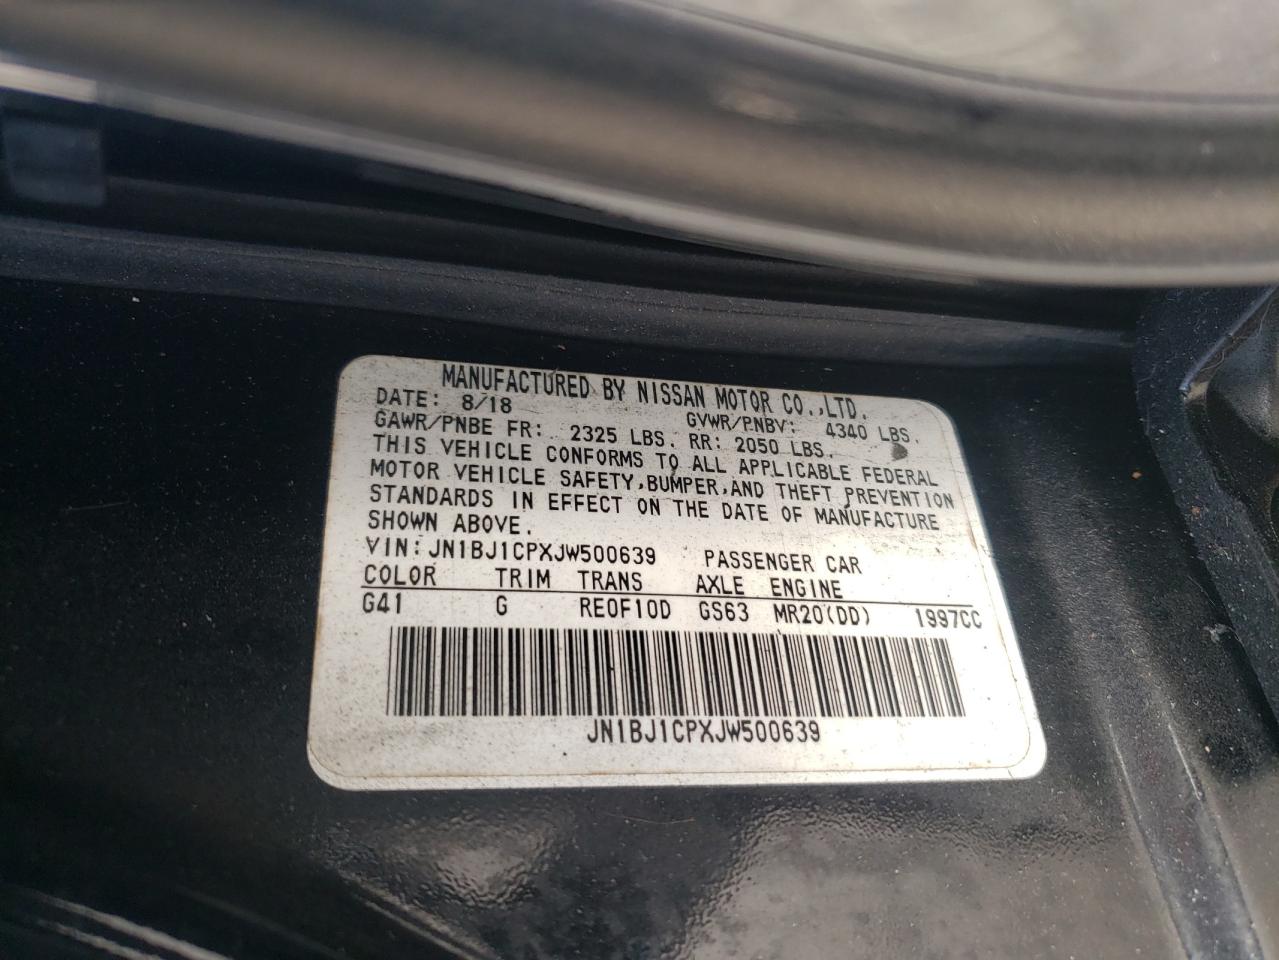 MANUFACTURED BY NISSAN MOTOR CO.,LTD.
DATE: 8/18 GVWR/PNBV: 4340 LBS.
GAWR/PNBE FR: 2325 LBS. RR: 2050 LBS.
THIS VEHICLE CONFORMS TO ALL APPLICABLE FEDERAL
MOTOR VEHICLE SAFETY,BUMPER,AND THEFT PREVENTION
STANDARDS IN EFFECT ON THE DATE OF MANUFACTURE
SHOWN ABOVE.
VIN: JN1BJ1CPXJW500639 PASSENGER CAR
COLOR TRIM TRANS AXLE ENGINE
G41 G RE0F10D GS63 MR20(DD) 1997CC
JN1BJ1CPXJW500639